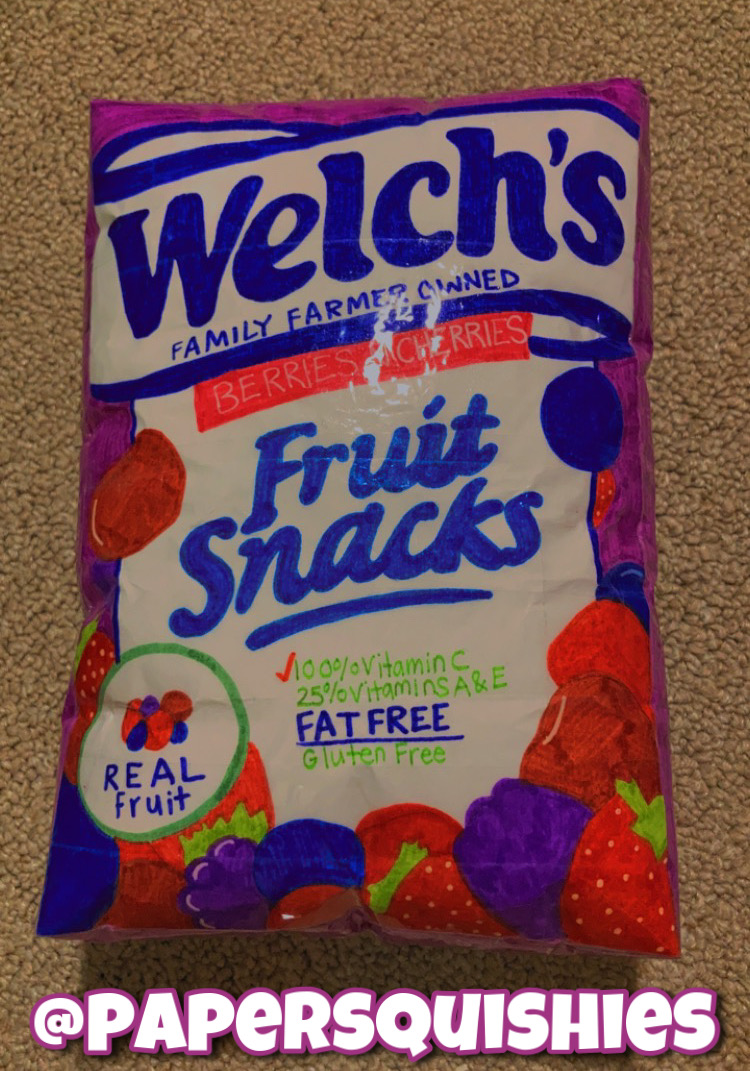 Welch's
FAMILY FARMER OWNED
BERRIES CHERRIES
Fruit
Snacks
✓100% Vitamin C
25% Vitamins A & E
FAT FREE
Gluten Free
REAL
fruit
@PAPERSQUISHIES